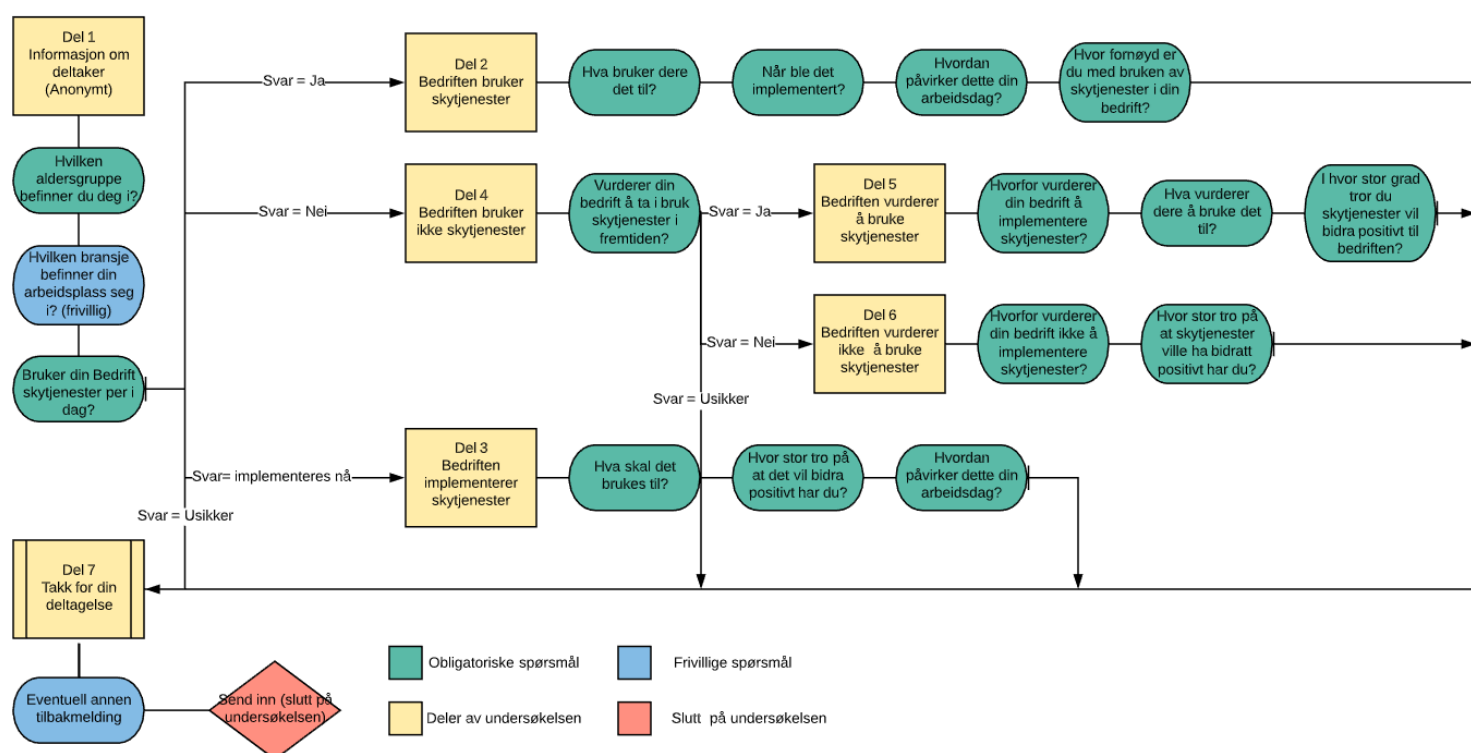 Del 1
Informasjon om
deltaker
(Anonymt)
Hvilken
aldersgruppe
befinner du deg i?
Hvilken bransje
befinner din
arbeidsplass seg
i? (frivillig)
Bruker din Bedrift
skytjenester per i
dag?
Svar = Ja
Del 2
Bedriften bruker
skytjenester
Hva bruker dere
det til?
Når ble det
implementert?
Hvordan
påvirker dette din
arbeidsdag?
Hvor fornøyd er
du med bruken av
skytjenester i din
bedrift?
Svar = Nei
Del 4
Bedriften bruker
ikke skytjenester
Vurderer din
bedrift å ta i bruk
skytjenester i
fremtiden?
Svar = Ja
Del 5
Bedriften vurderer
å bruke
skytjenester
Hvorfor vurderer
din bedrift å
implementere
skytjenester?
Hva vurderer
dere å bruke det
til?
I hvor stor grad
tror du
skytjenester vil
bidra positivt til
bedriften?
Svar = Nei
Del 6
Bedriften vurderer
ikke  å bruke
skytjenester
Hvorfor vurderer
din bedrift ikke å
implementere
skytjenester?
Hvor stor tro på
at skytjenester
ville ha bidratt
positivt har du?
Svar = Usikker
Svar= implementeres nå
Del 3
Bedriften
implementerer
skytjenester
Hva skal det
brukes til?
Hvor stor tro på
at det vil bidra
positivt har du?
Hvordan
påvirker dette din
arbeidsdag?
Svar = Usikker
Del 7
Takk for din
deltagelse
Eventuell annen
tilbakmelding
Send inn (slutt på
undersøkelsen)
Obligatoriske spørsmål
Frivillige spørsmål
Deler av undersøkelsen
Slutt  på undersøkelsen